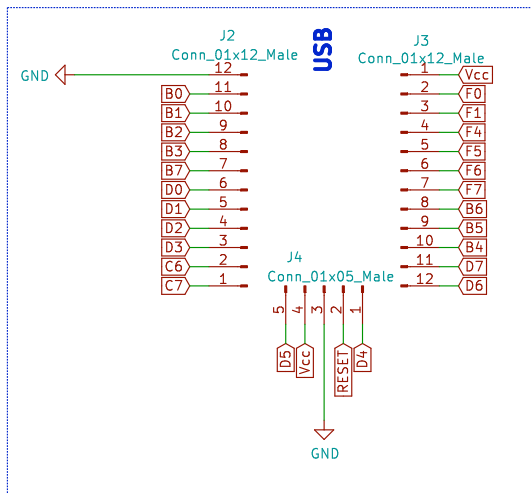 USB
J2
Conn_01x12_Male
GND 12
B0 11
B1 10
B2 9
B3 8
B7 7
D0 6
D1 5
D2 4
D3 3
C6 2
C7 1
J3
Conn_01x12_Male
1 Vcc
2 F0
3 F1
4 F4
5 F5
6 F6
7 F7
8 B6
9 B5
10 B4
11 D7
12 D6
J4
Conn_01x05_Male
5 4 3 2 1
D5 Vcc RESET D4
GND